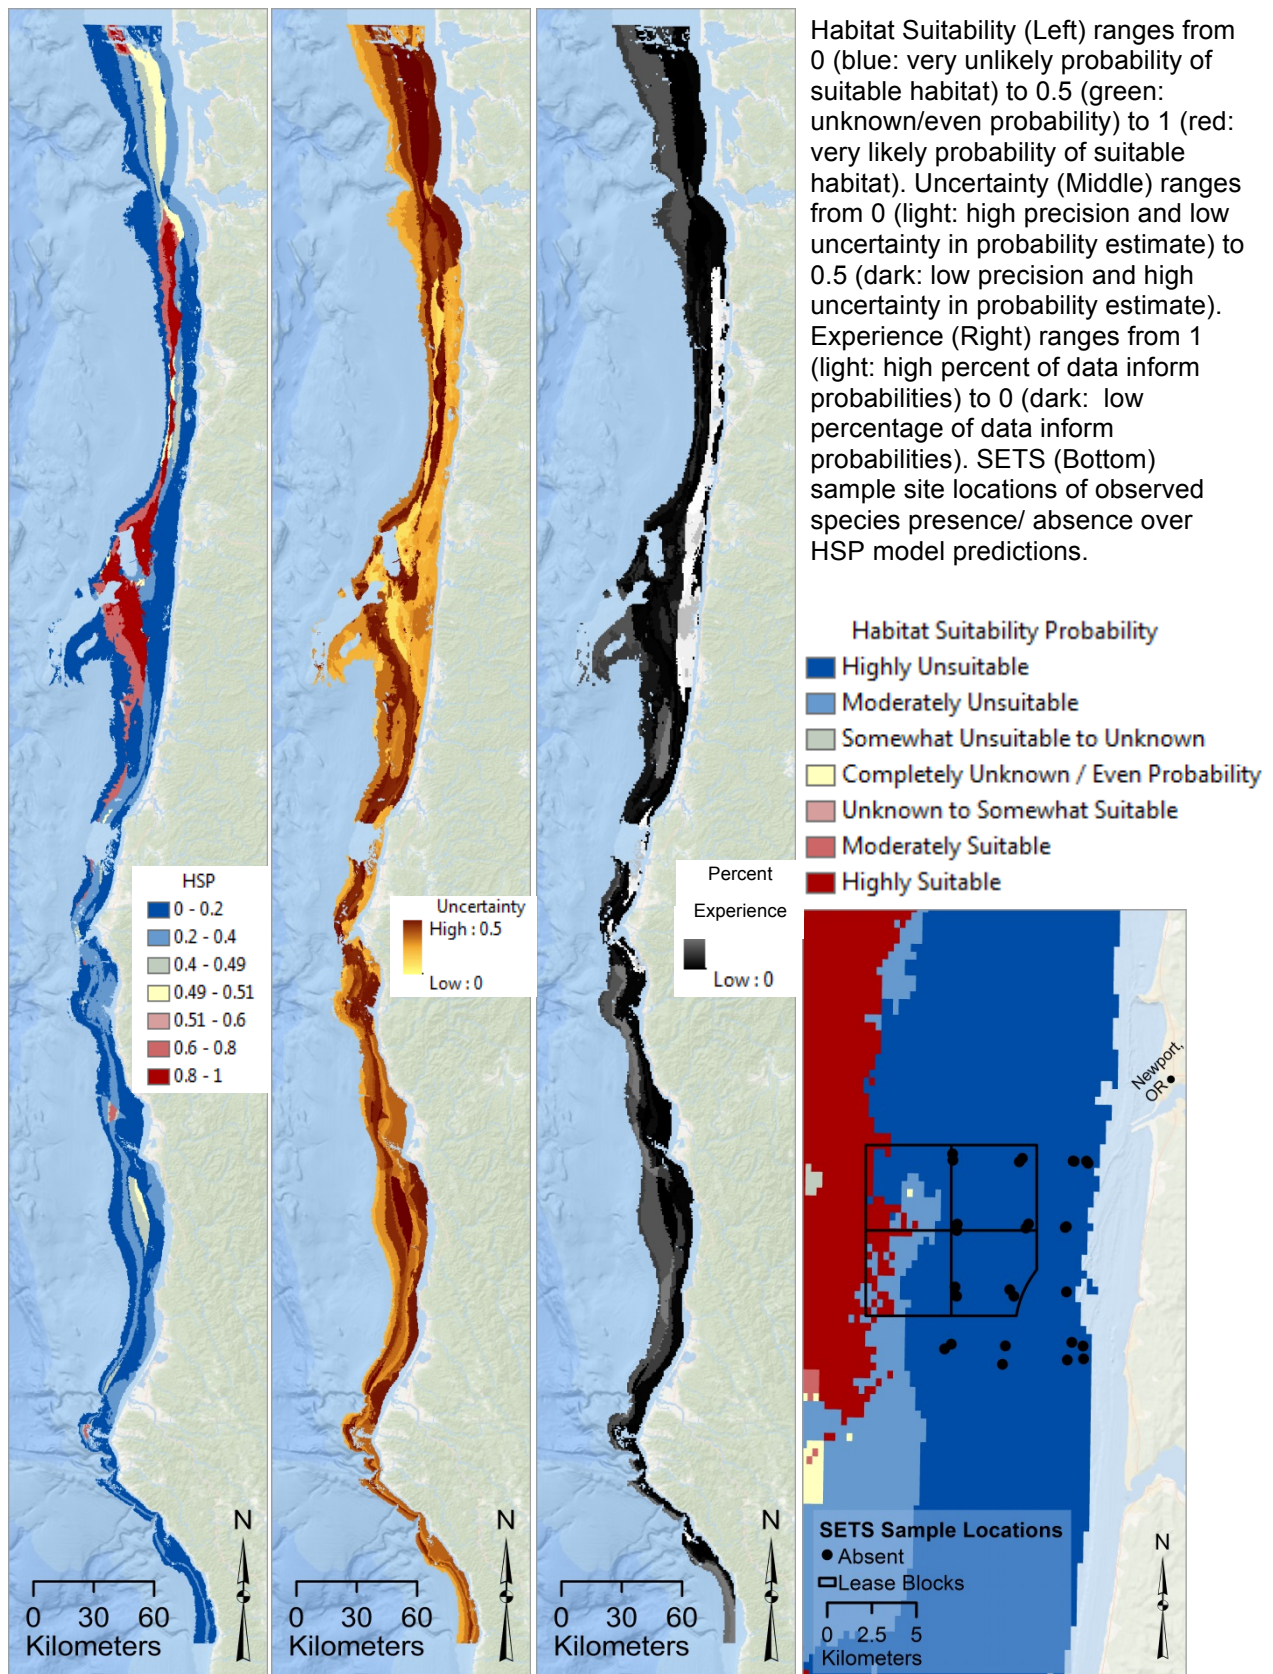 Habitat Suitability (Left) ranges from
0 (blue: very unlikely probability of
suitable habitat) to 0.5 (green:
unknown/even probability) to 1 (red:
very likely probability of suitable
habitat). Uncertainty (Middle) ranges
from 0 (light: high precision and low
uncertainty in probability estimate) to
0.5 (dark: low precision and high
uncertainty in probability estimate).
Experience (Right) ranges from 1
(light: high percent of data inform
probabilities) to 0 (dark:  low
percentage of data inform
probabilities). SETS (Bottom)
sample site locations of observed
species presence/ absence over
HSP model predictions.
Habitat Suitability Probability
Highly Unsuitable
Moderately Unsuitable
Somewhat Unsuitable to Unknown
Completely Unknown / Even Probability
Unknown to Somewhat Suitable
Moderately Suitable
Highly Suitable
HSP
0 - 0.2
0.2 - 0.4
0.4 - 0.49
0.49 - 0.51
0.51 - 0.6
0.6 - 0.8
0.8 - 1
N
0 30 60
Kilometers
Uncertainty
High : 0.5
Low : 0
N
0 30 60
Kilometers
Percent
Experience
Low : 0
N
0 30 60
Kilometers
Newport,
OR
SETS Sample Locations
Absent
Lease Blocks
0 2.5 5
Kilometers
N